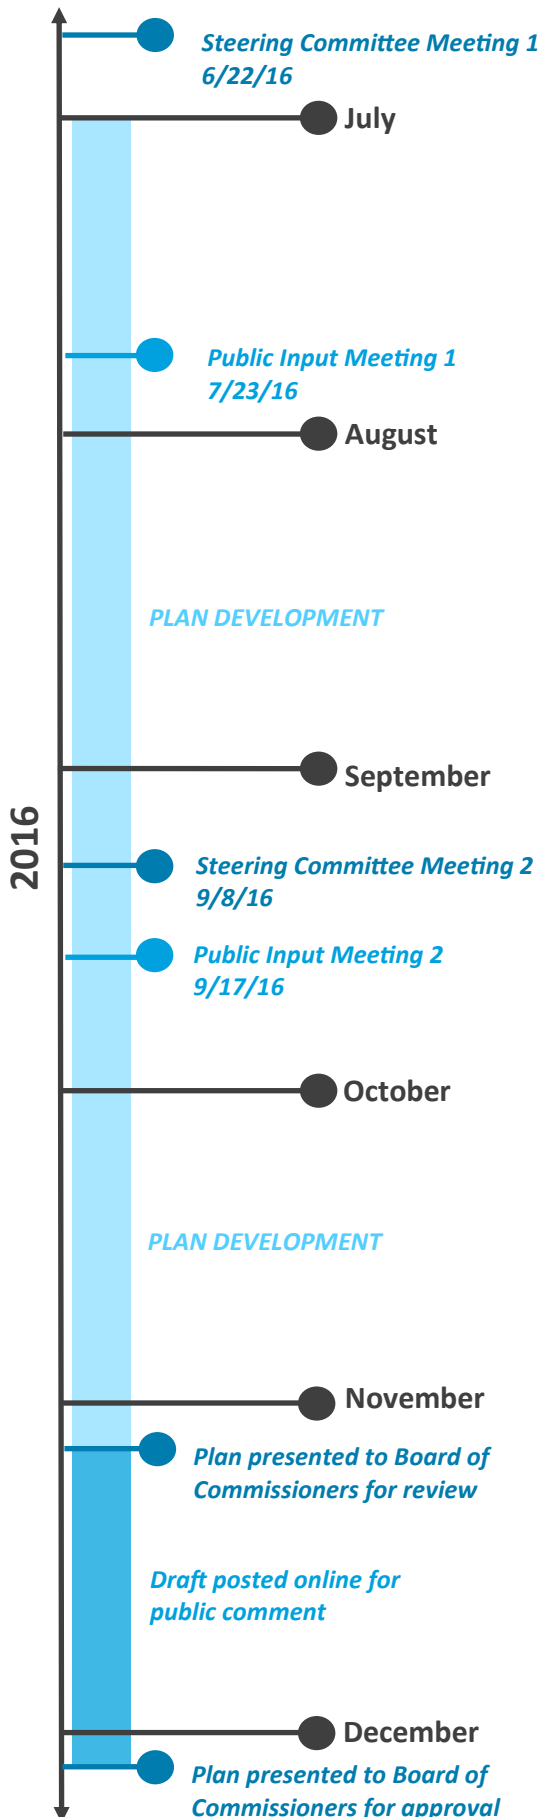 Steering Committee Meeting 1
6/22/16
July
Public Input Meeting 1
7/23/16
August
PLAN DEVELOPMENT
September
2016
Steering Committee Meeting 2
9/8/16
Public Input Meeting 2
9/17/16
October
PLAN DEVELOPMENT
November
Plan presented to Board of
Commissioners for review
Draft posted online for
public comment
December
Plan presented to Board of
Commissioners for approval